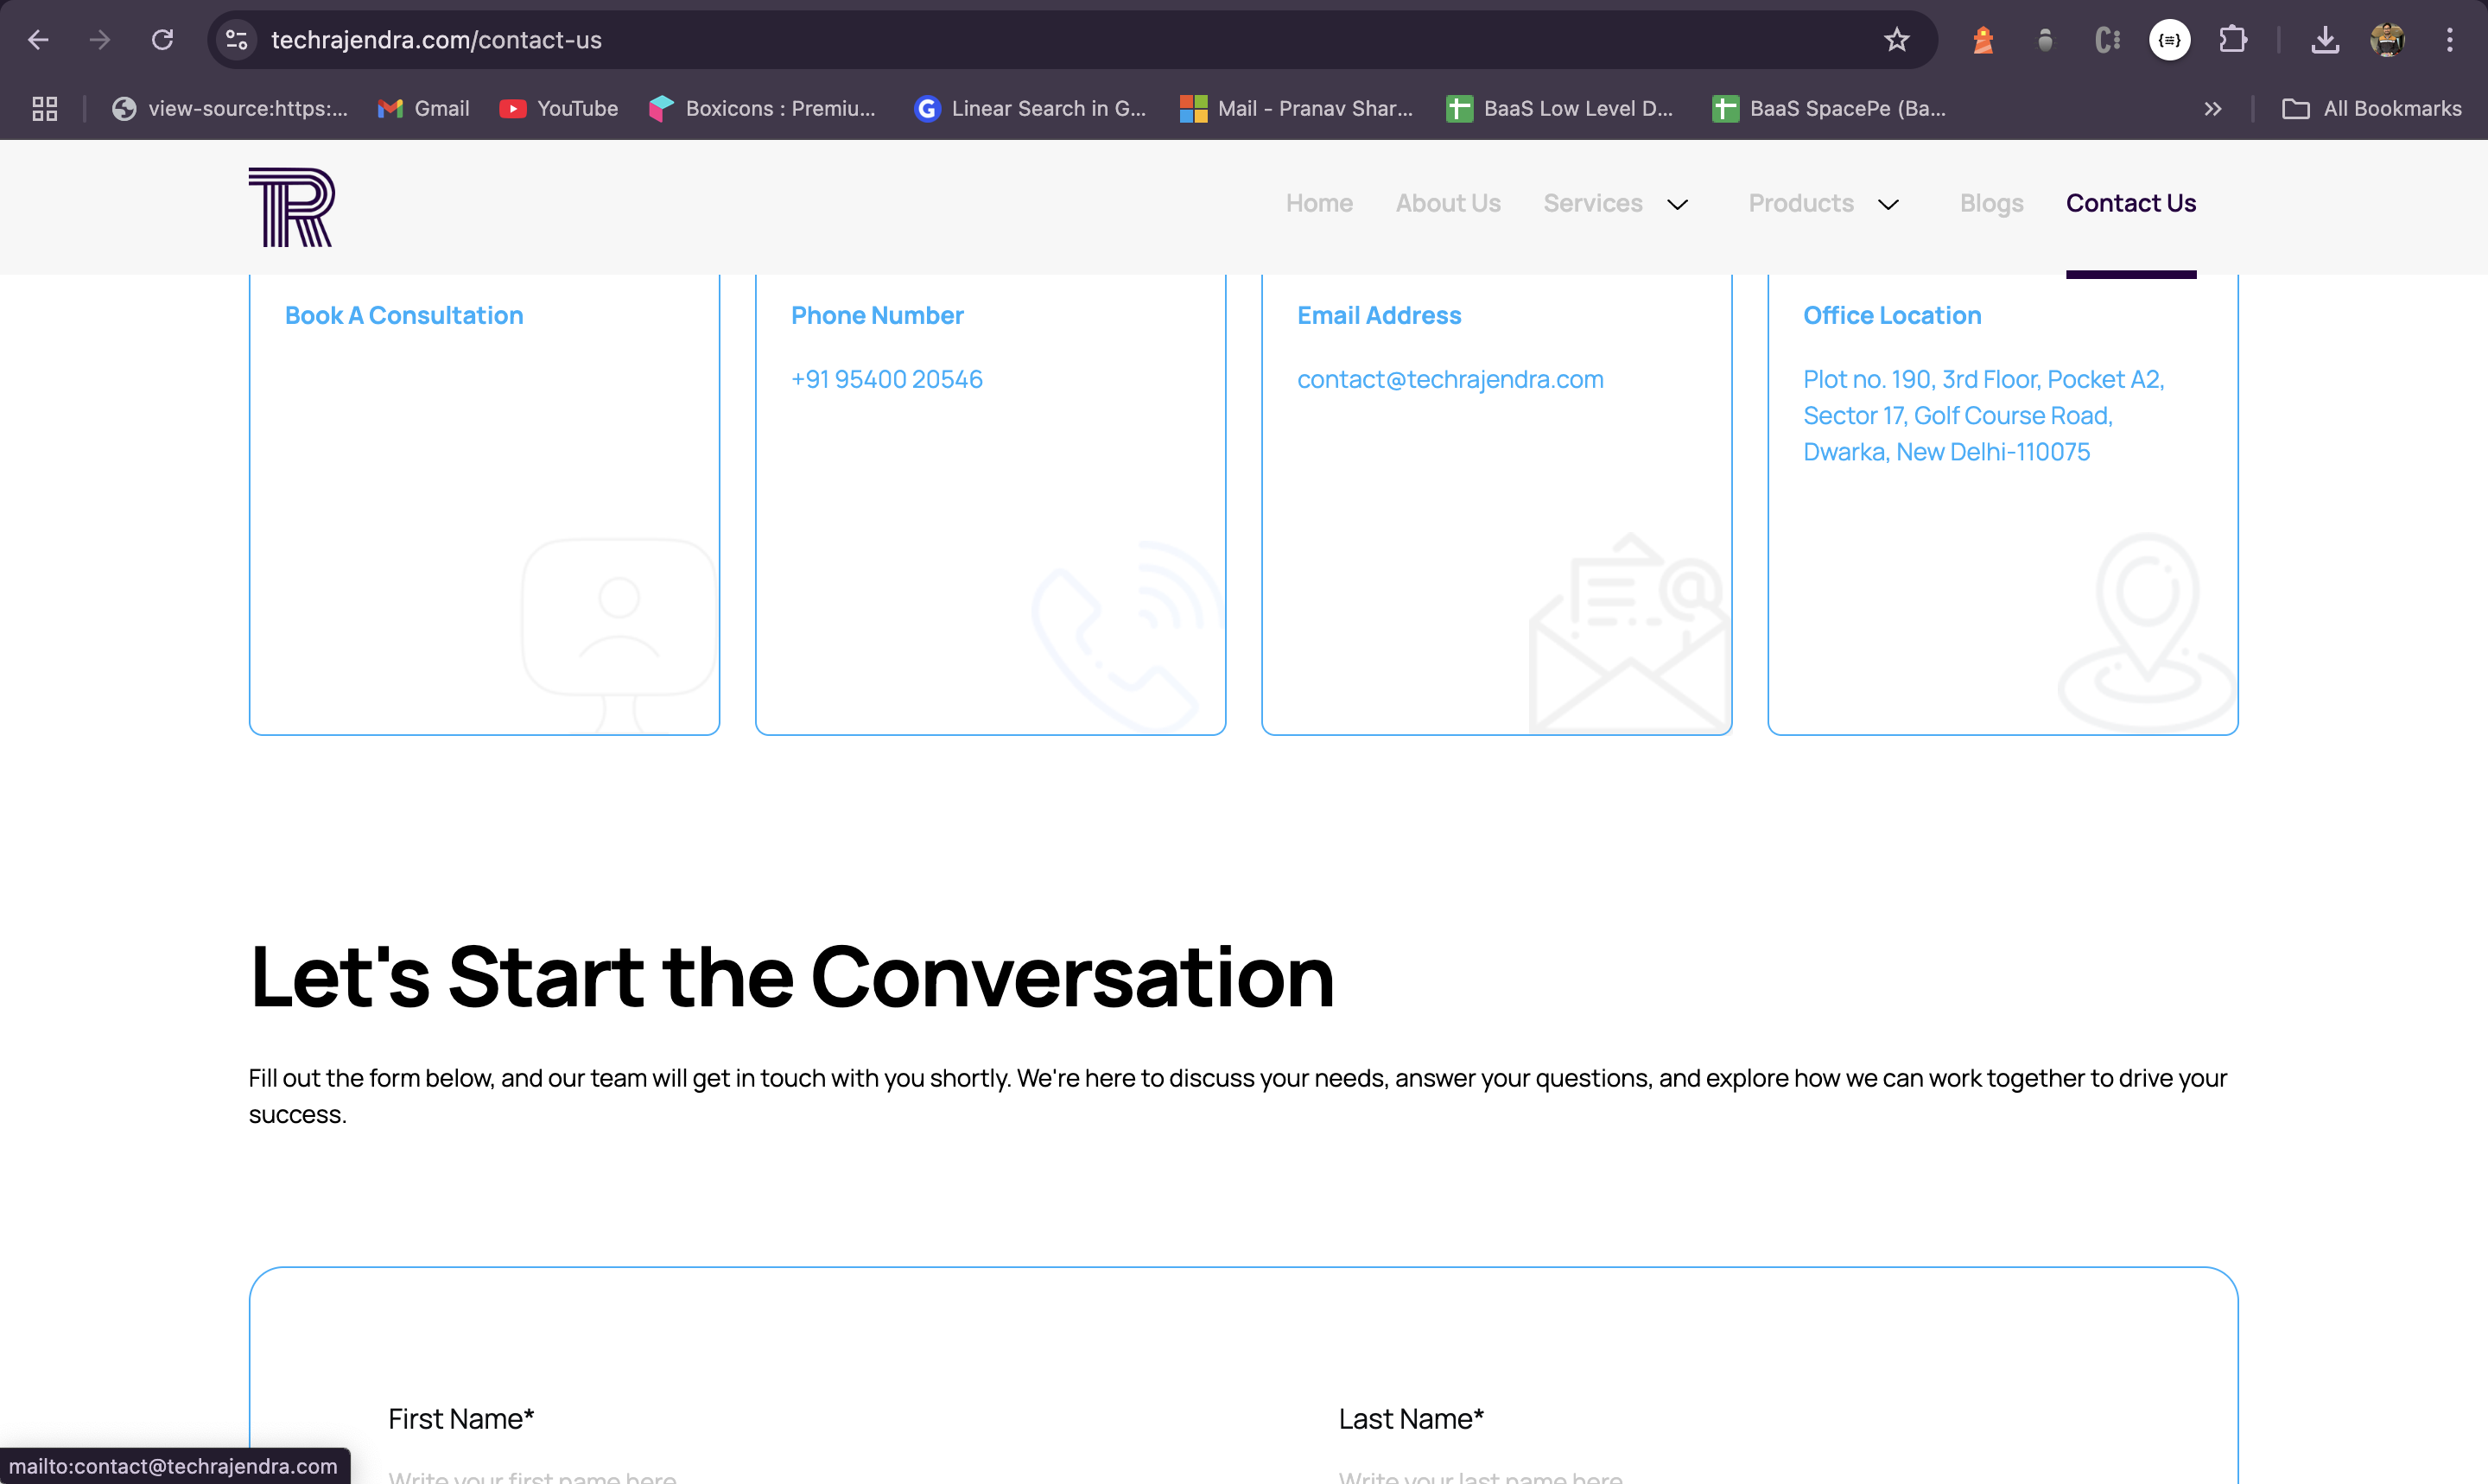 techrajendra.com/contact-us
view-source:https:...
Gmail
YouTube
Boxicons : Premiu...
Linear Search in G...
Mail - Pranav Shar...
BaaS Low Level D...
BaaS SpacePe (Ba...
All Bookmarks
Home
About Us
Services
Products
Blogs
Contact Us
Book A Consultation
Phone Number
+91 95400 20546
Email Address
contact@techrajendra.com
Office Location
Plot no. 190, 3rd Floor, Pocket A2,
Sector 17, Golf Course Road,
Dwarka, New Delhi-110075
Let's Start the Conversation
Fill out the form below, and our team will get in touch with you shortly. We're here to discuss your needs, answer your questions, and explore how we can work together to drive your
success.
First Name*
Last Name*
Write your first name here
Write your last name here
mailto:contact@techrajendra.com